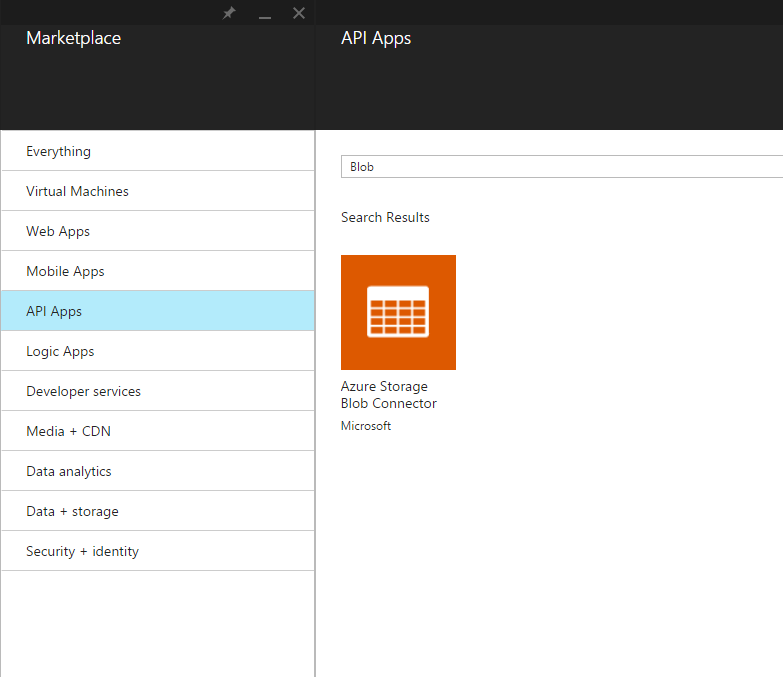 Marketplace
Everything
Virtual Machines
Web Apps
Mobile Apps
API Apps
Logic Apps
Developer services
Media + CDN
Data analytics
Data + storage
Security + identity
API Apps
Blob
Search Results
Azure Storage
Blob Connector
Microsoft